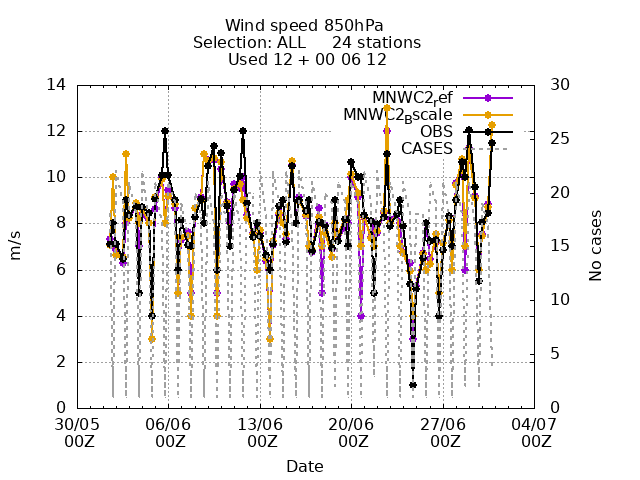 Wind speed 850hPa
Selection: ALL 24 stations
Used 12 + 00 06 12
14
12
10
8
6
4
2
0
m/s
30
25
20
15
10
5
0
No cases
MNWC2ref
MNWC2Bscale
OBS
CASES
30/05 06/06 13/06 20/06 27/06 04/07
00Z 00Z 00Z 00Z 00Z 00Z
Date